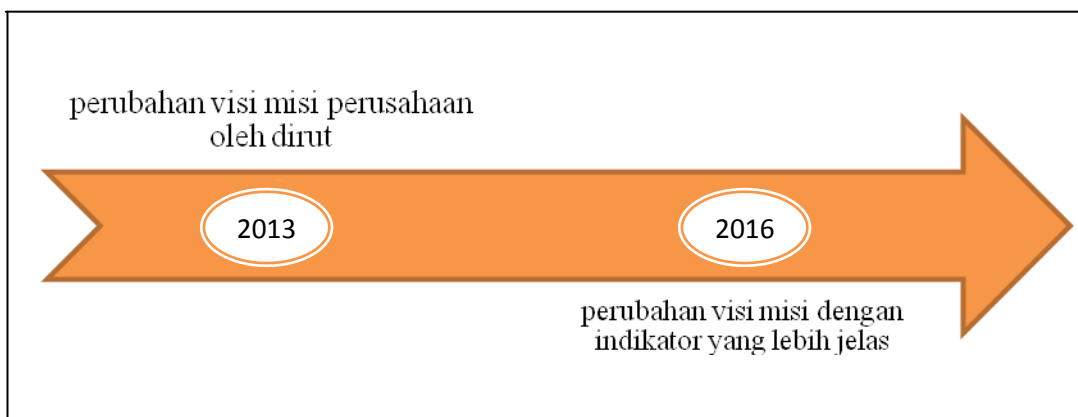 perubahan visi misi perusahaan
oleh dirut
2013
2016
perubahan visi misi dengan
indikator yang lebih jelas